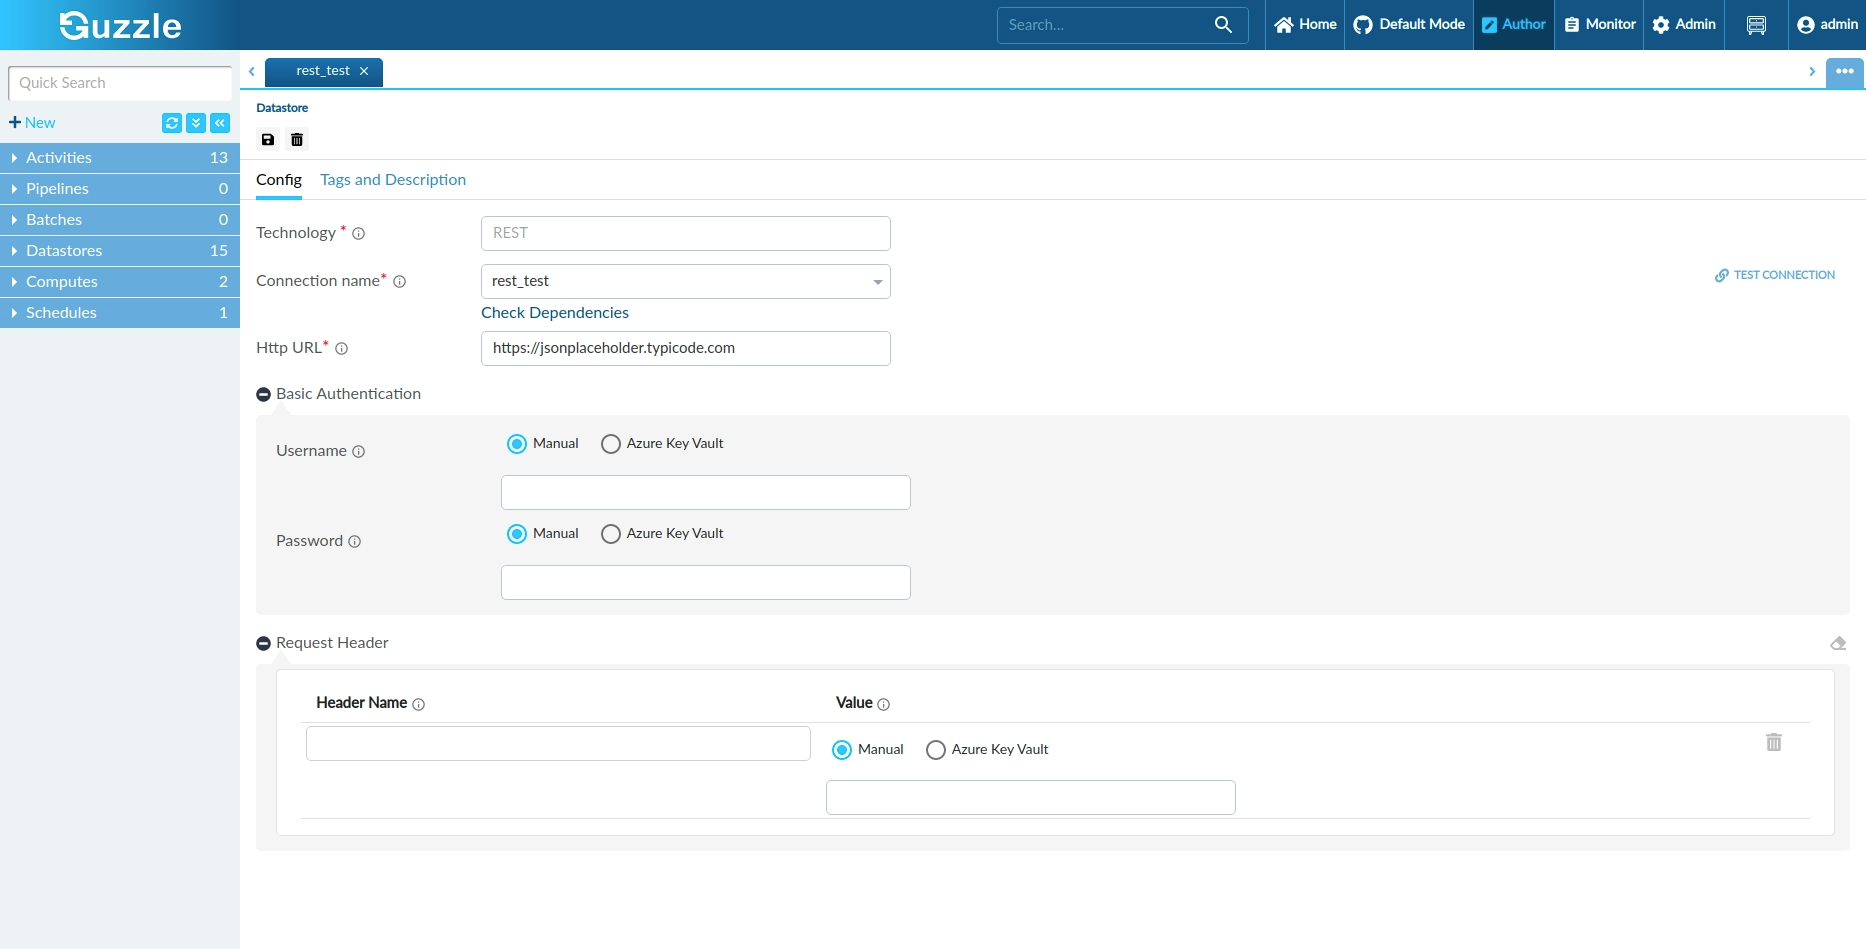 Guzzle
Search...
Home
Default Mode
Author
Monitor
Admin
admin
Quick Search
New
Activities 13
Pipelines 0
Batches 0
Datastores 15
Computes 2
Schedules 1
rest_test
Datastore
Config
Tags and Description
Technology *
REST
Connection name*
rest_test
TEST CONNECTION
Check Dependencies
Http URL*
https://jsonplaceholder.typicode.com
Basic Authentication
Username
Manual
Azure Key Vault
Password
Manual
Azure Key Vault
Request Header
Header Name
Value
Manual
Azure Key Vault